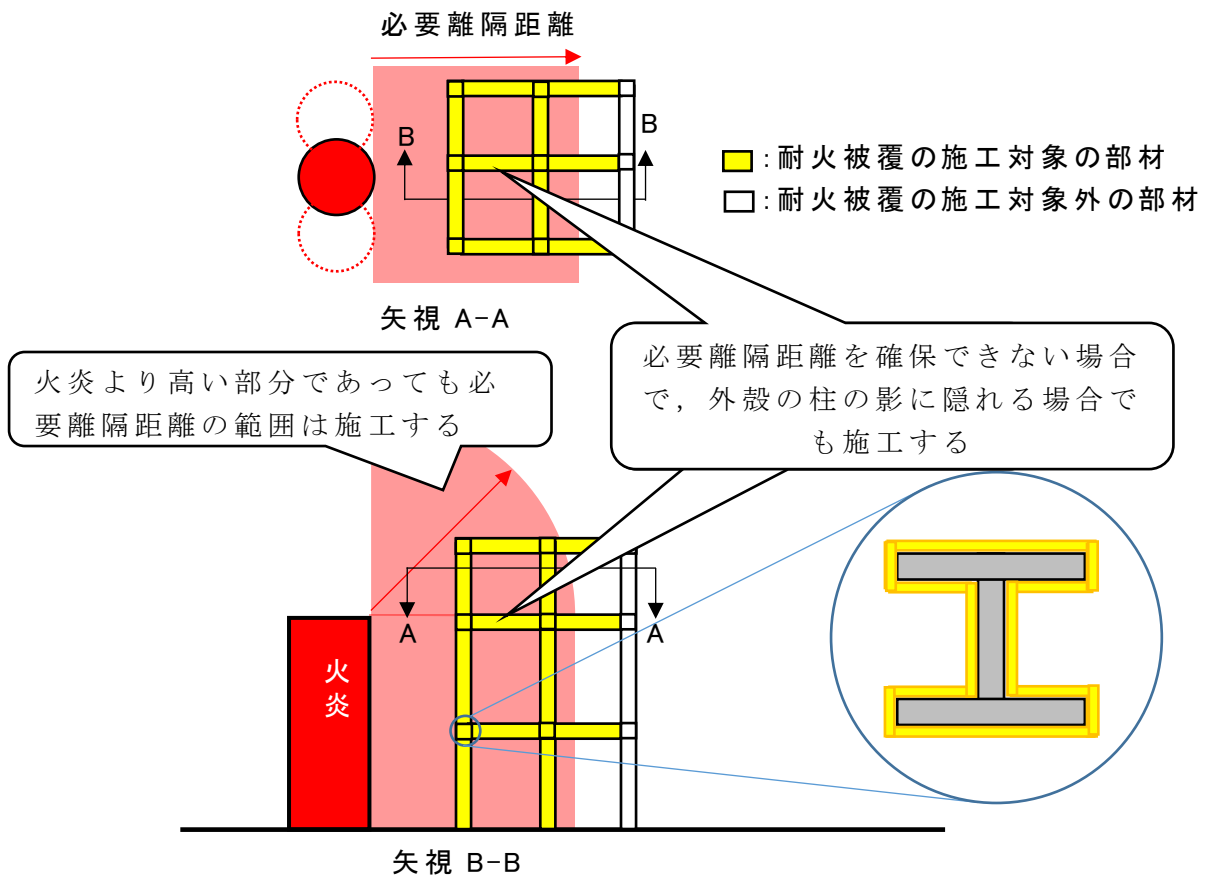 必要離隔距離
B
B
:耐火被覆の施工対象の部材
:耐火被覆の施工対象外の部材
矢視 A-A
火炎より高い部分であっても必
要離隔距離の範囲は施工する
必要離隔距離を確保できない場合
で，外殻の柱の影に隠れる場合で
も施工する
A
A
火炎
矢視 B-B